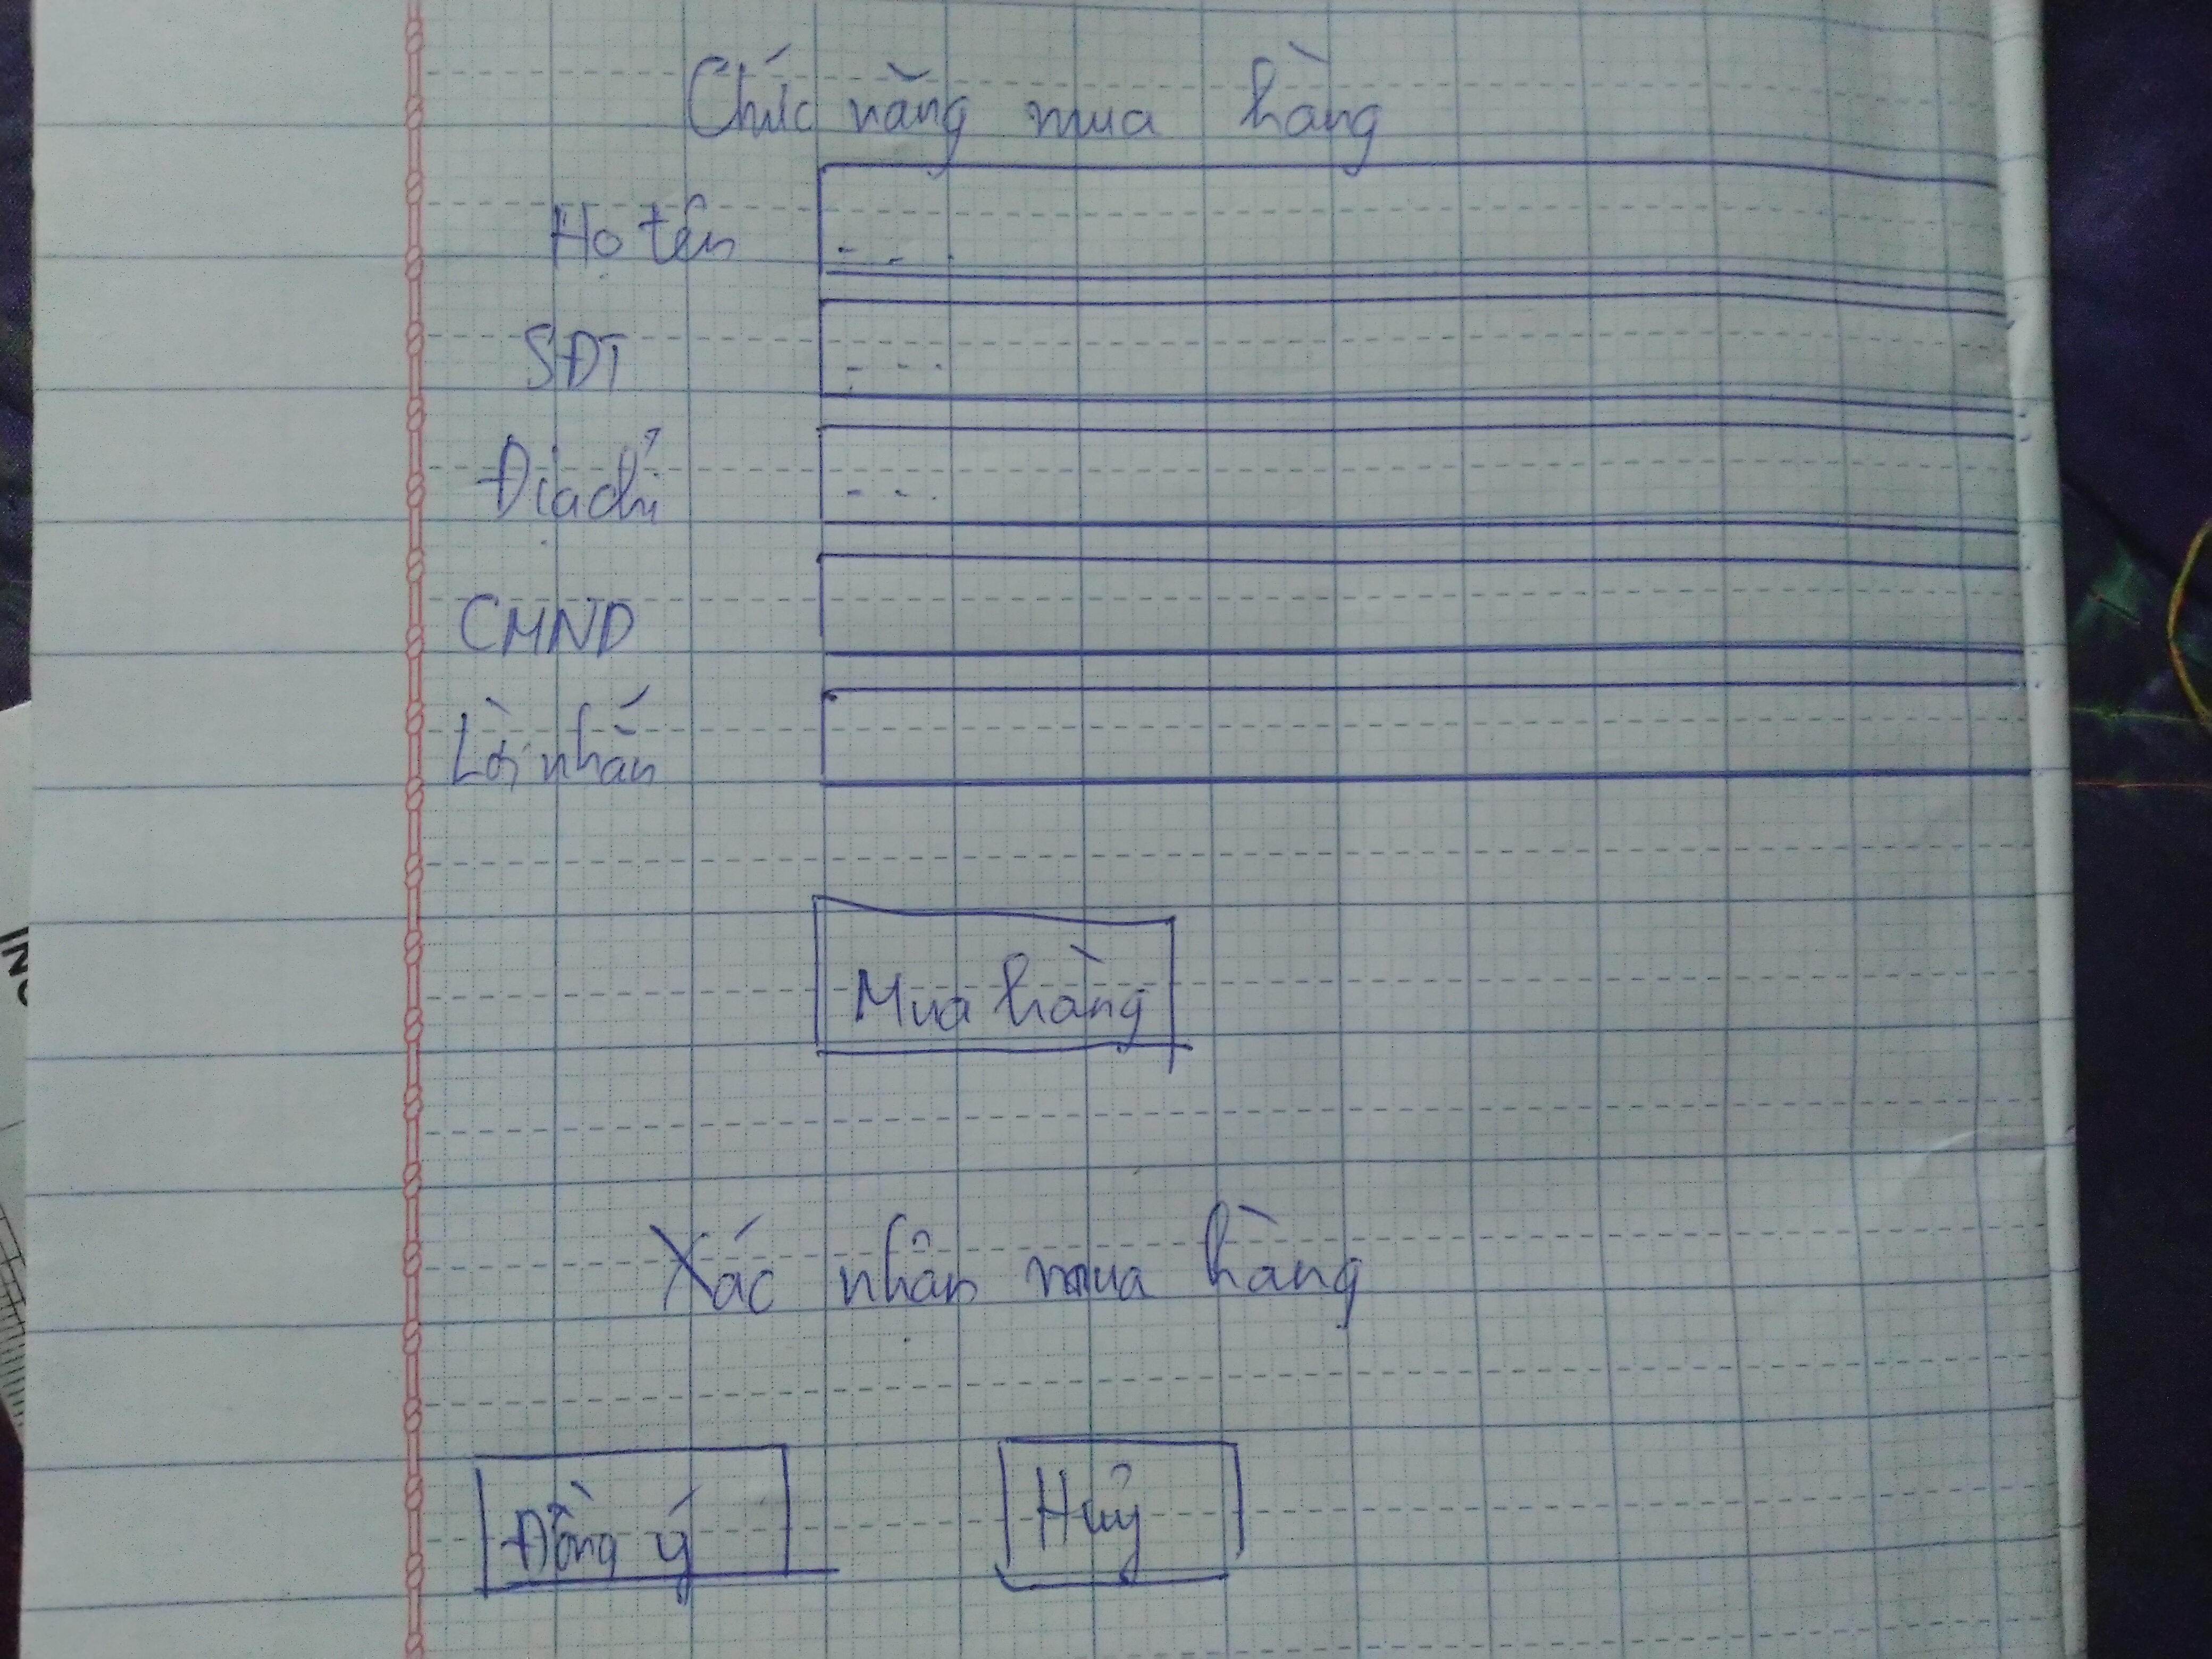 Chức năng mua hàng
Họ tên - - .
SĐT - - .
Địa chỉ - - .
CMND
Lời nhắn
Mua hàng
Xác nhận mua hàng
Đồng ý Huỷ